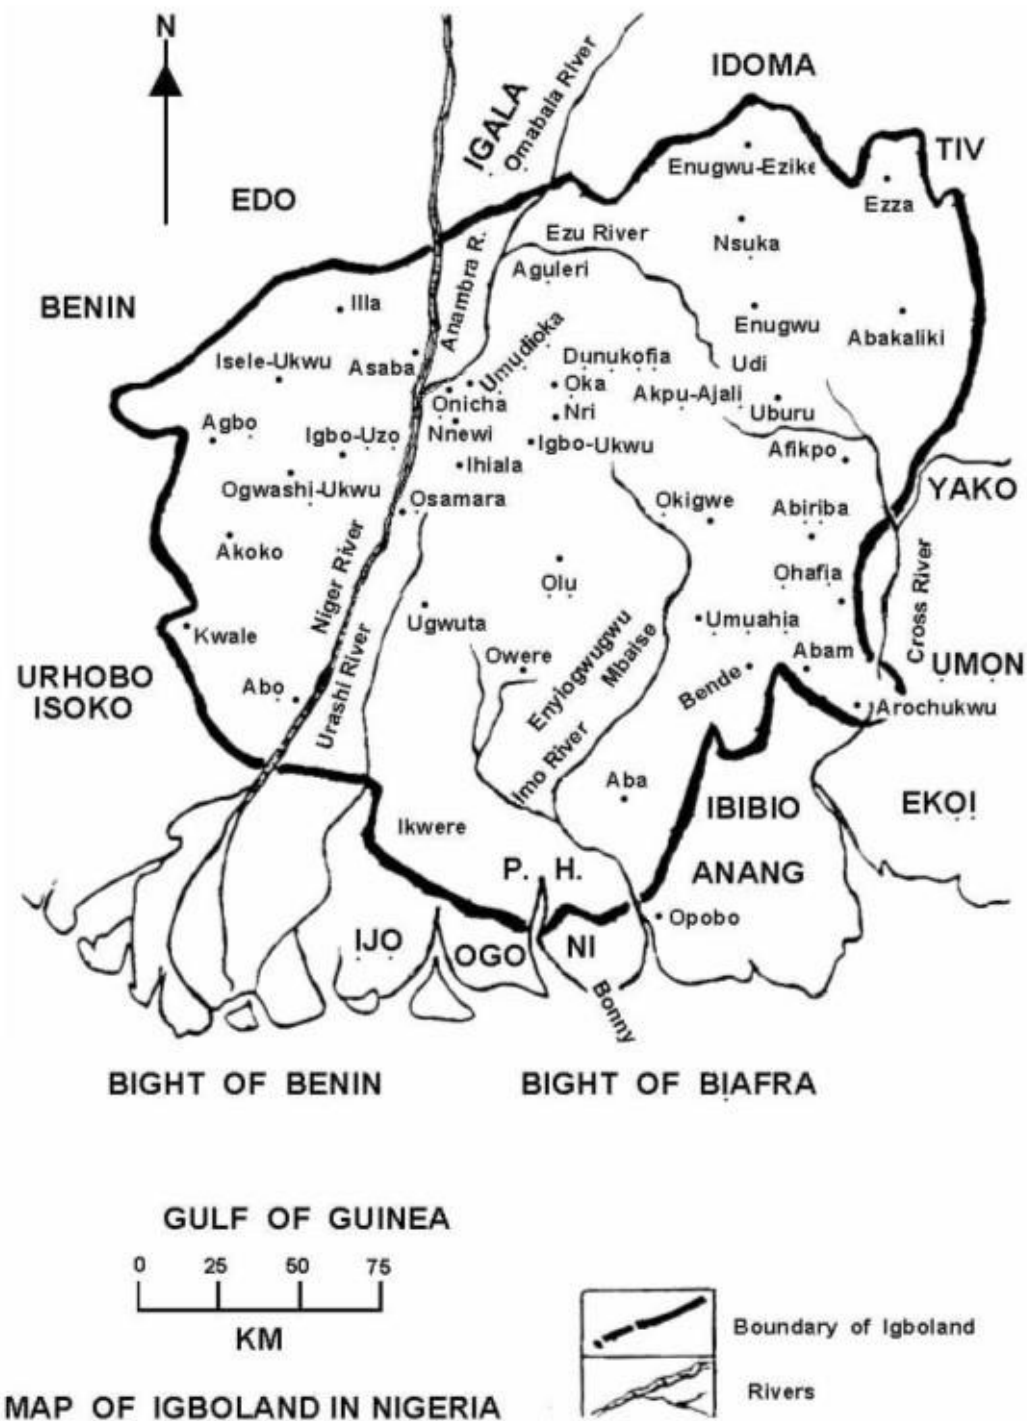 N
IDOMA
IGALA
Omabala River
TIV
EDO
Enugwu-Ezike
Ezza
Ezu River
Nsuka
Aguleri
BENIN
Illa
Anambra R.
Enugwu
Abakaliki
Umudioka
Isele-Ukwu
Asaba
Dunukofia
Udi
Onicha
Oka
Akpu-Ajali
Uburu
Agbo
Igbo-Uzo
Nnewi
Nri
Igbo-Ukwu
Afikpo
Ihiala
Ogwashi-Ukwu
Osamara
Okigwe
Abiriba
YAKO
Akoko
Niger River
Olu
Ohafia
Cross River
Kwale
Ugwuta
Umuahia
Owere
Enyiogwugwu
Mbaise
Abam
UMON
URHOBO
ISOKO
Abo
Urashi River
Bende
Arochukwu
Imo River
Aba
IBIBIO
EKOI
Ikwere
P. H.
ANANG
Opobo
IJO
OGO
NI
Bonny
BIGHT OF BENIN
BIGHT OF BIAFRA
GULF OF GUINEA
0 25 50 75
KM
Boundary of Igboland
Rivers
MAP OF IGBOLAND IN NIGERIA